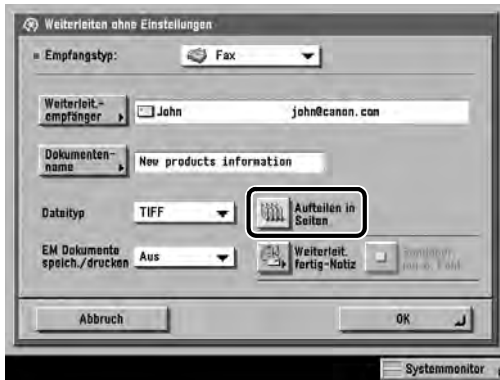 Weiterleiten ohne Einstellungen
Empfangstyp: Fax
Weiterleit.-
empfänger
John john@canon.com
Dokumenten-
name
New products information
Dateityp TIFF
Aufteilen in
Seiten
EM Dokumente
speich./drucken
Aus
Weiterleit.
fertig-Notiz
Abbruch OK
Systemmonitor